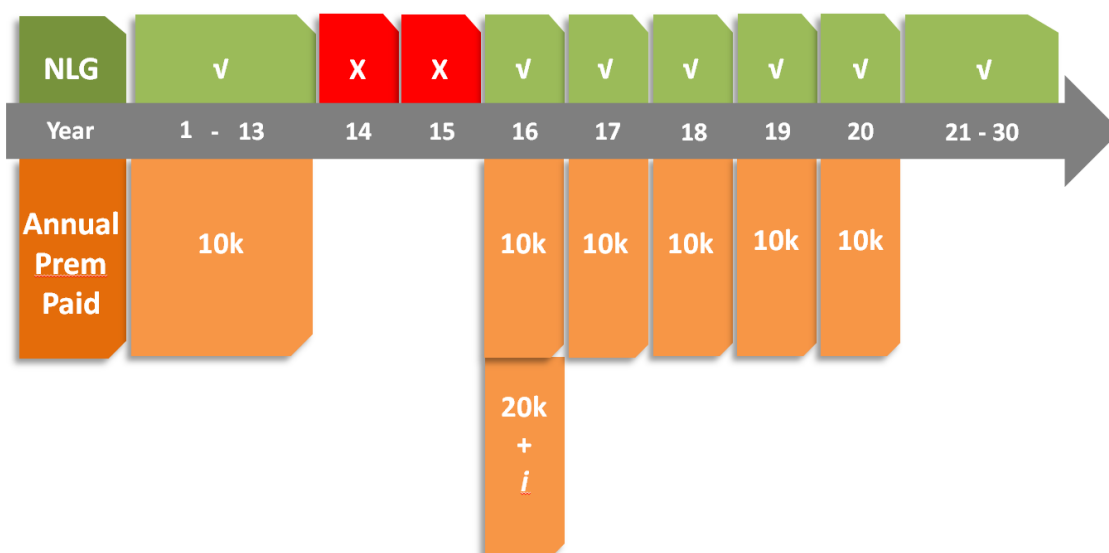 NLG √ X X √ √ √ √ √ √
Year 1 - 13 14 15 16 17 18 19 20 21 - 30
Annual
Prem
Paid
10k 10k 10k 10k 10k 10k
20k
+
i